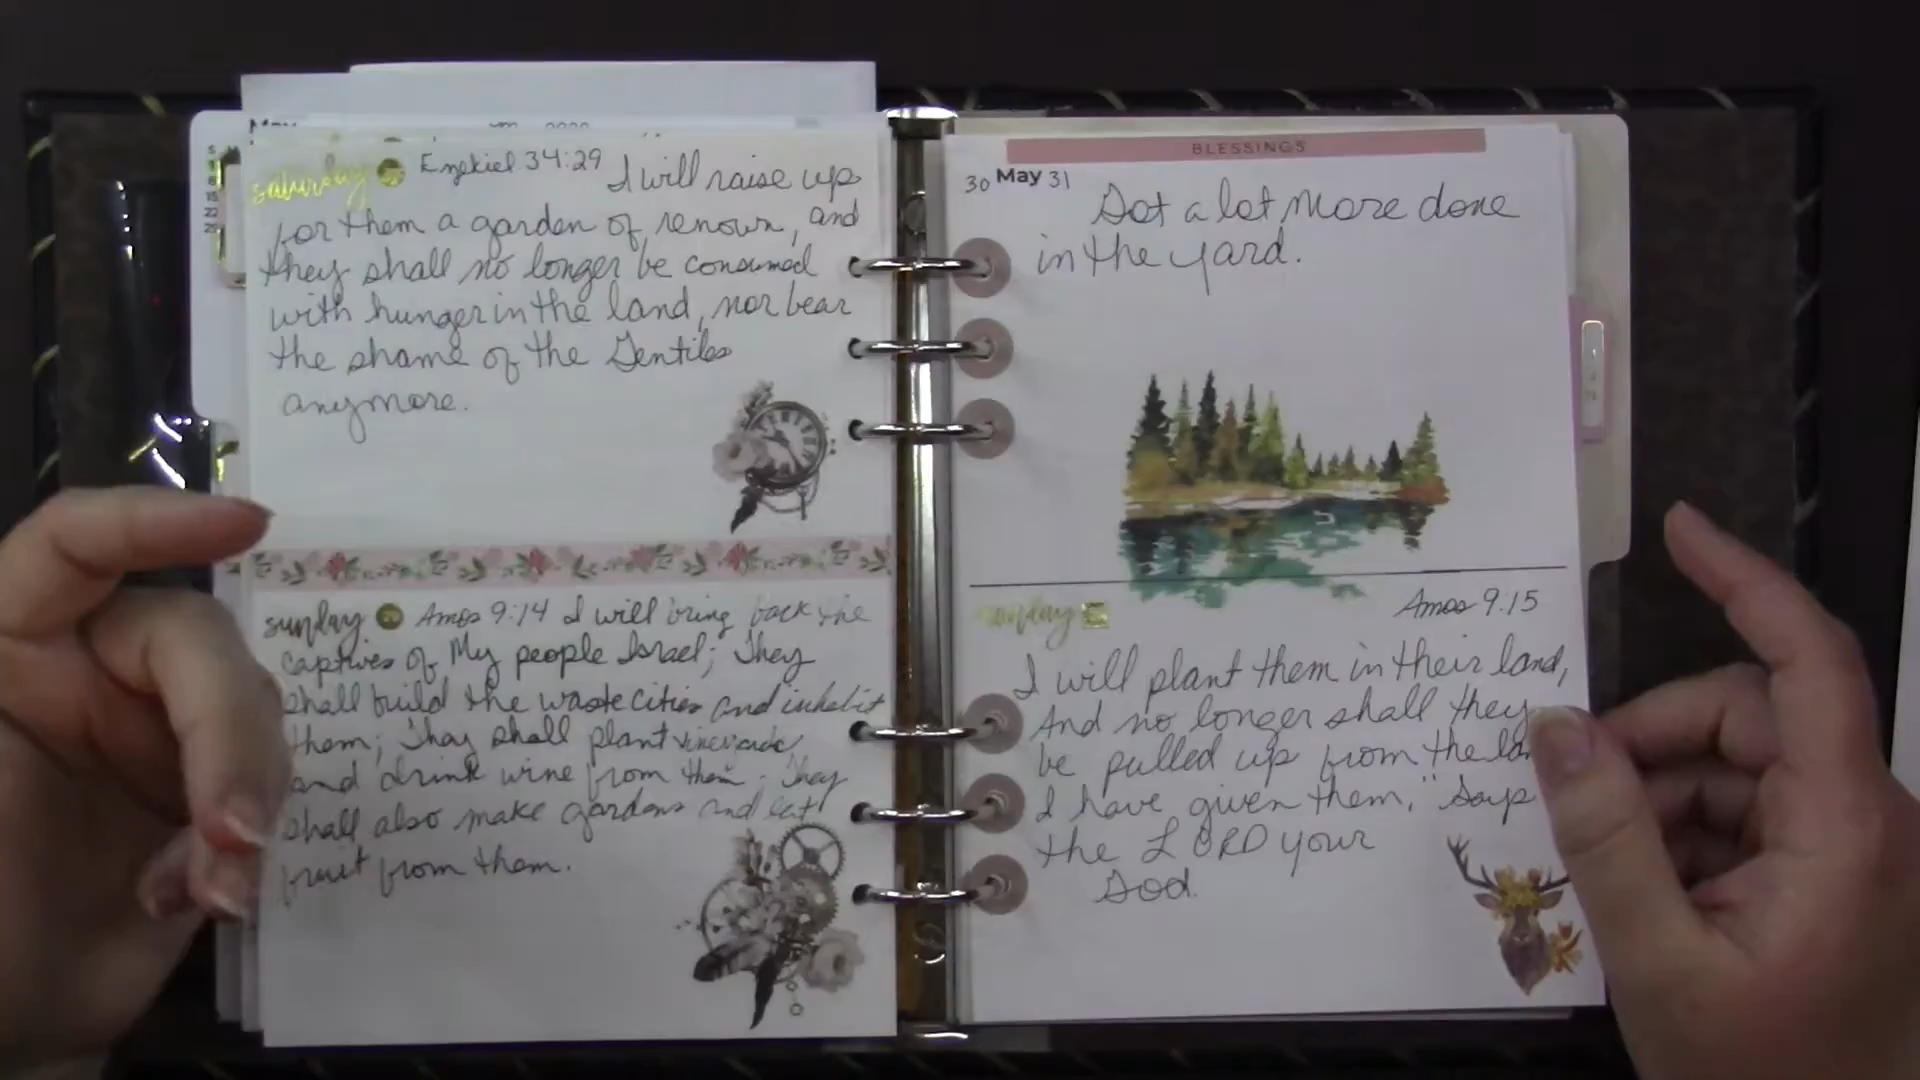 May
saturday Ezekiel 34:29 I will raise up
for them a garden of renown, and
they shall no longer be consumed
with hunger in the land, nor bear
the shame of the Gentiles
anymore.
sunday Amos 9:14 I will bring back the
captives of My people Israel; They
shall build the waste cities and inhabit
them; They shall plant vineyards
and drink wine from them; They
shall also make gardens and eat
fruit from them.
BLESSINGS
30 May 31
Got a lot more done
in the yard.
sunday Amos 9:15
I will plant them in their land,
And no longer shall they
be pulled up from the
I have given them," Says
the LORD your
God.